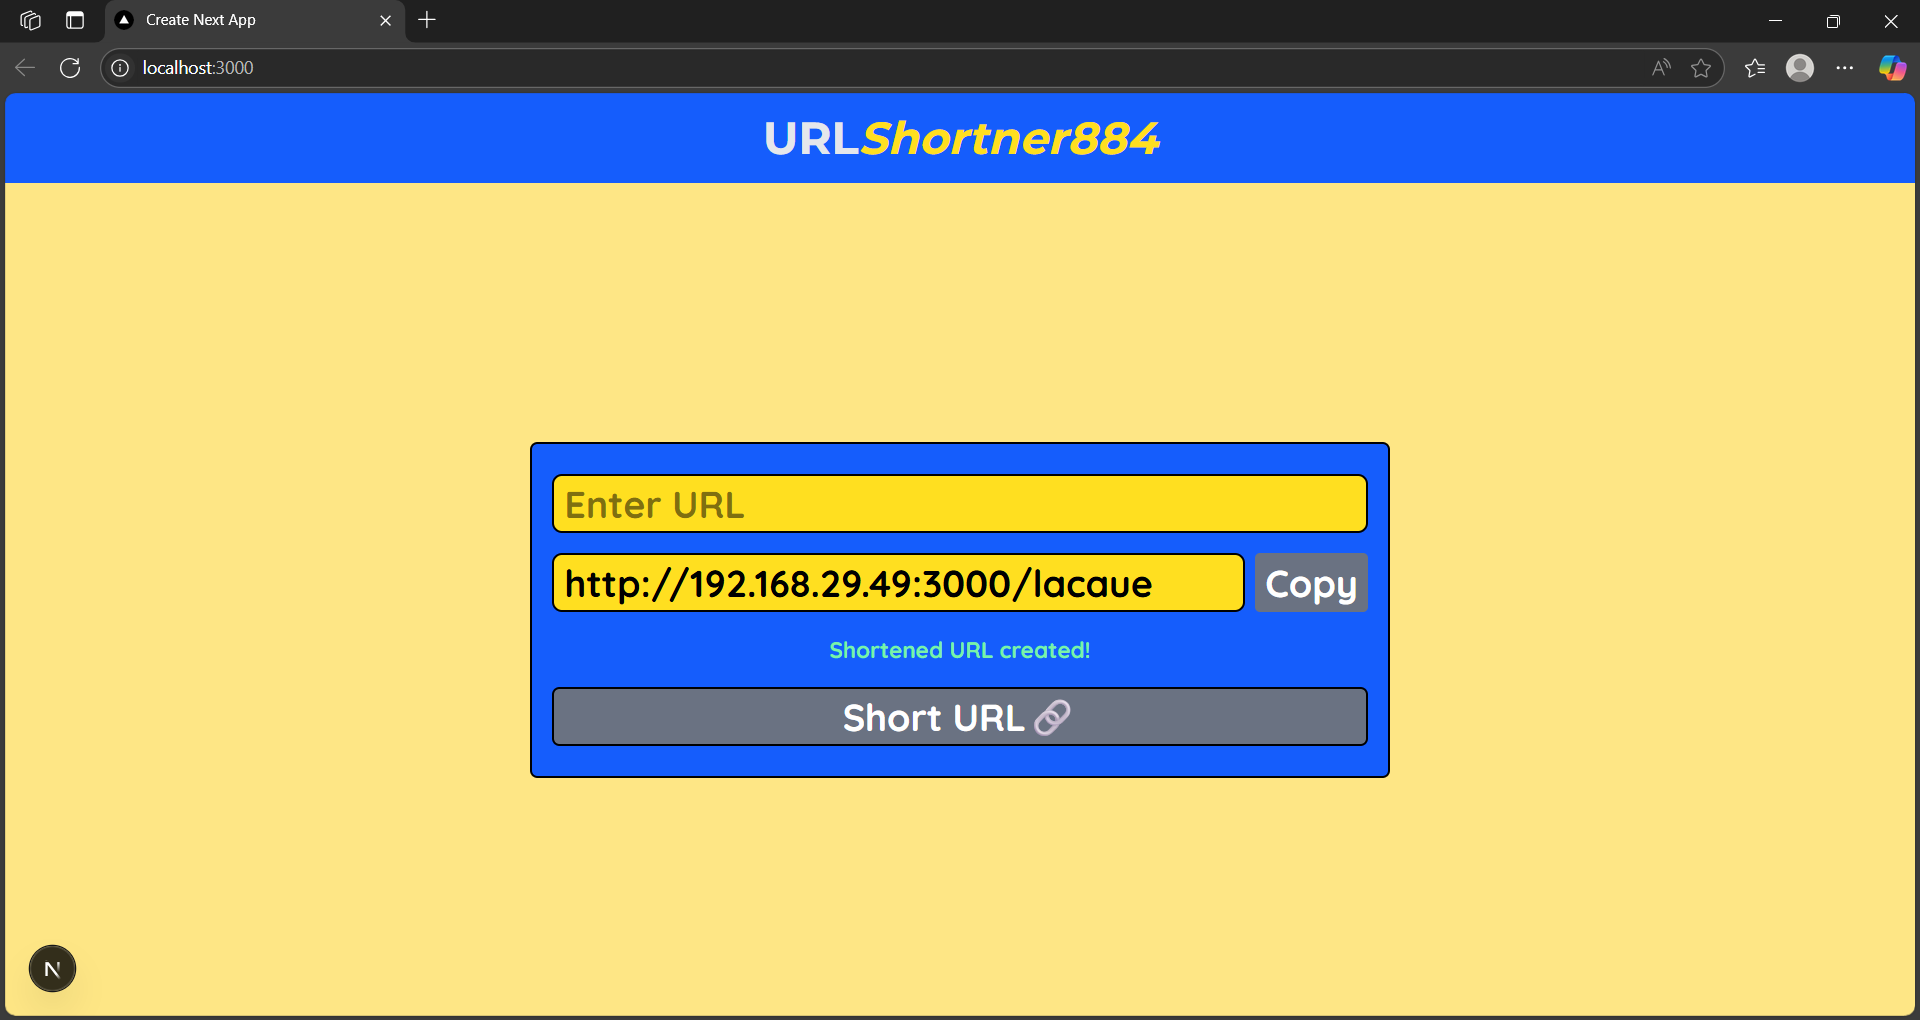 Create Next App
localhost:3000
URLShortner884
Enter URL
http://192.168.29.49:3000/lacaue
Copy
Shortened URL created!
Short URL 🔗
N